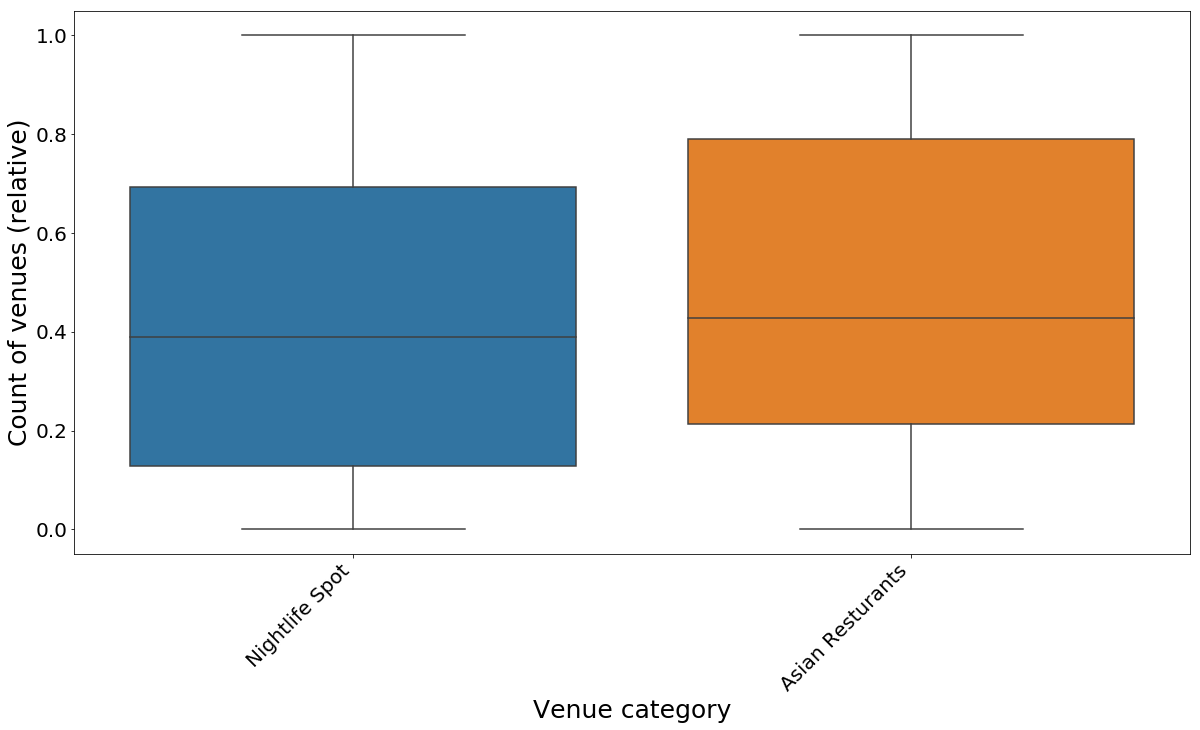 Count of venues (relative)
1.0
0.8
0.6
0.4
0.2
0.0
Nightlife Spot
Asian Resturants
Venue category